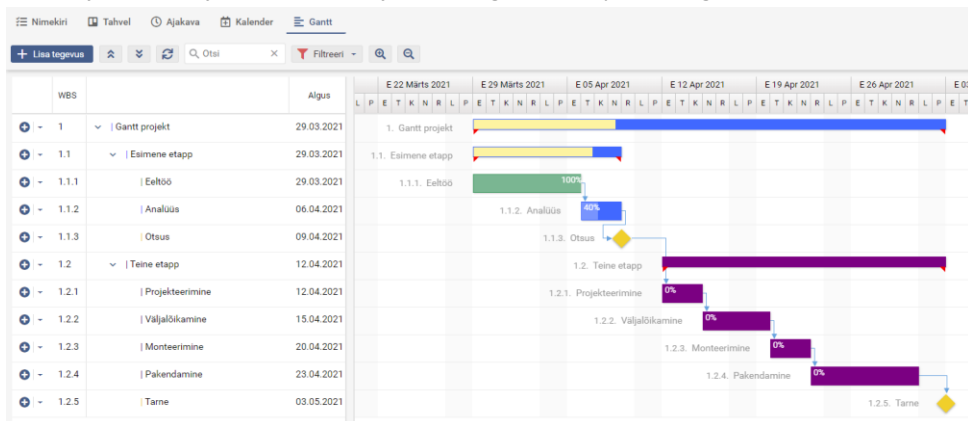 Nimekiri Tahvel Ajakava Kalender Gantt
+ Lisa tegevus Otsi × Filtreeri
WBS Algus E 22 Märts 2021 E 29 Märts 2021 E 05 Apr 2021 E 12 Apr 2021 E 19 Apr 2021 E 26 Apr 2021 E 03
L P E T K N R L P E T K N R L P E T K N R L P E T K N R L P E T K N R L P E T K N R L P E T
1 Gantt projekt 29.03.2021 1. Gantt projekt
1.1 Esimene etapp 29.03.2021 1.1. Esimene etapp
1.1.1 Eeltöö 29.03.2021 1.1.1. Eeltöö 100%
1.1.2 Analüüs 06.04.2021 1.1.2. Analüüs 40%
1.1.3 Otsus 09.04.2021 1.1.3. Otsus
1.2 Teine etapp 12.04.2021 1.2. Teine etapp
1.2.1 Projekteerimine 12.04.2021 1.2.1. Projekteerimine 0%
1.2.2 Väljalõikamine 15.04.2021 1.2.2. Väljalõikamine 0%
1.2.3 Monteerimine 20.04.2021 1.2.3. Monteerimine 0%
1.2.4 Pakendamine 23.04.2021 1.2.4. Pakendamine 0%
1.2.5 Tarne 03.05.2021 1.2.5. Tarne